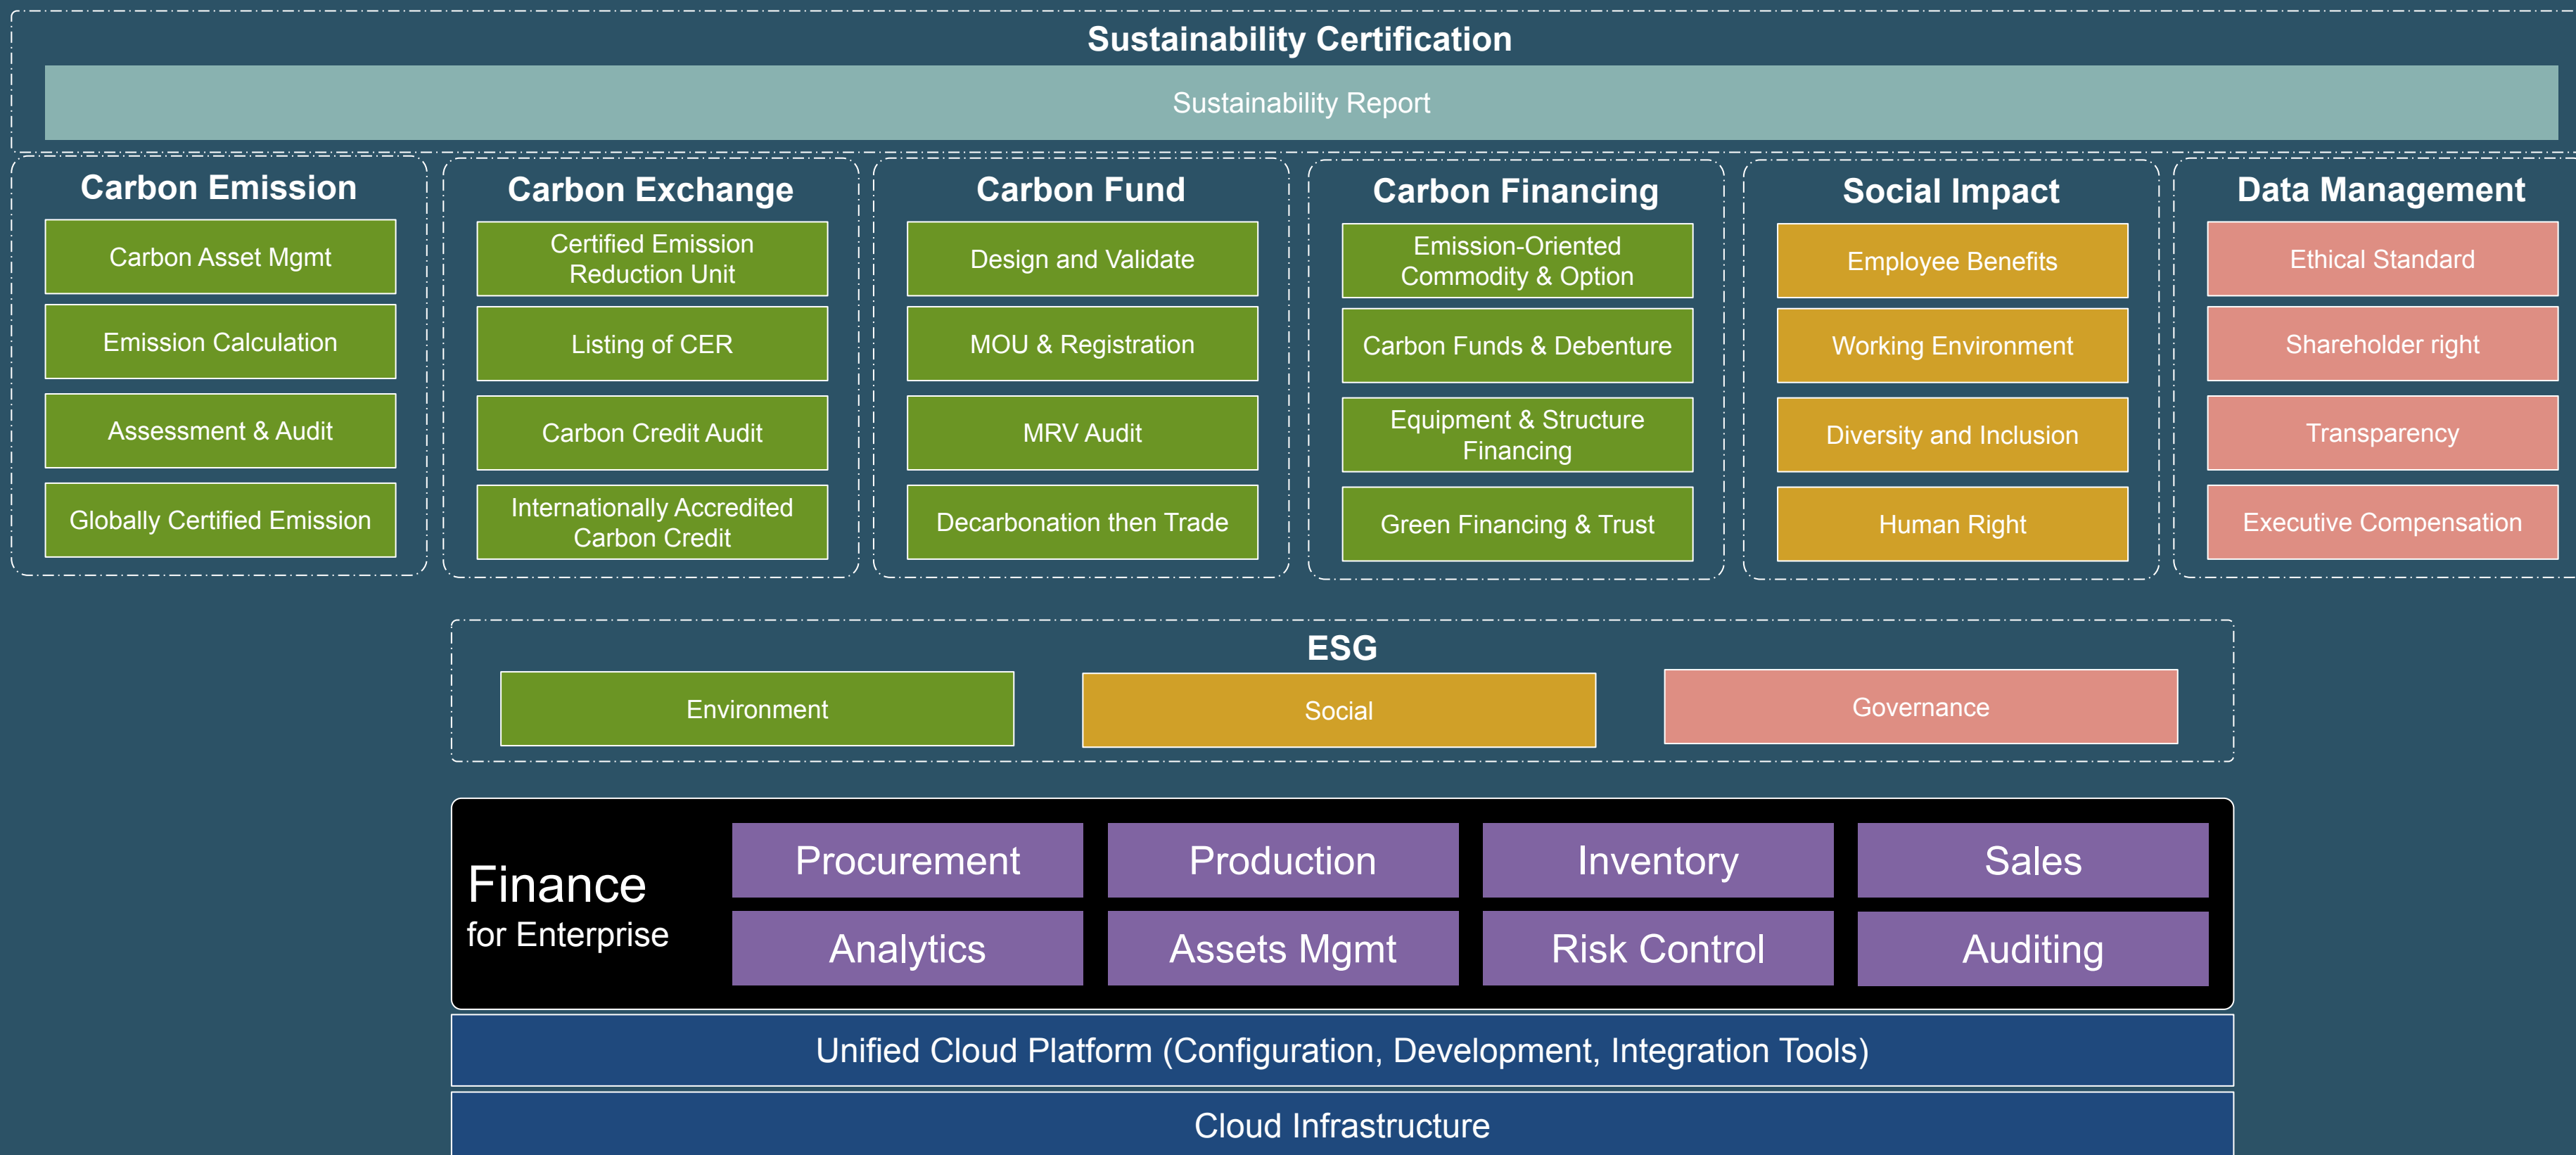 Sustainability Certification
Sustainability Report
Carbon Emission
Carbon Asset Mgmt
Emission Calculation
Assessment & Audit
Globally Certified Emission
Carbon Exchange
Certified Emission
Reduction Unit
Listing of CER
Carbon Credit Audit
Internationally Accredited
Carbon Credit
Carbon Fund
Design and Validate
MOU & Registration
MRV Audit
Decarbonation then Trade
Carbon Financing
Emission-Oriented
Commodity & Option
Carbon Funds & Debenture
Equipment & Structure
Financing
Green Financing & Trust
Social Impact
Employee Benefits
Working Environment
Diversity and Inclusion
Human Right
Data Management
Ethical Standard
Shareholder right
Transparency
Executive Compensation
ESG
Environment
Social
Governance
Finance
for Enterprise
Procurement
Production
Inventory
Sales
Analytics
Assets Mgmt
Risk Control
Auditing
Unified Cloud Platform (Configuration, Development, Integration Tools)
Cloud Infrastructure